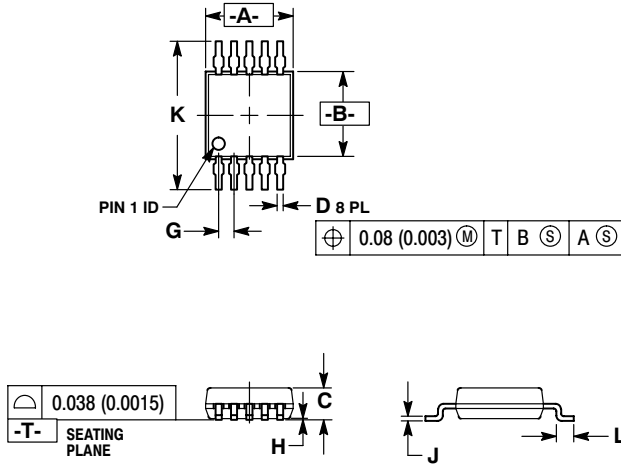 -A-
K
-B-
PIN 1 ID
G
D 8 PL
⌖ 0.08 (0.003) Ⓜ T B Ⓢ A Ⓢ
⌓ 0.038 (0.0015)
-T- SEATING
PLANE
C
H
J
L